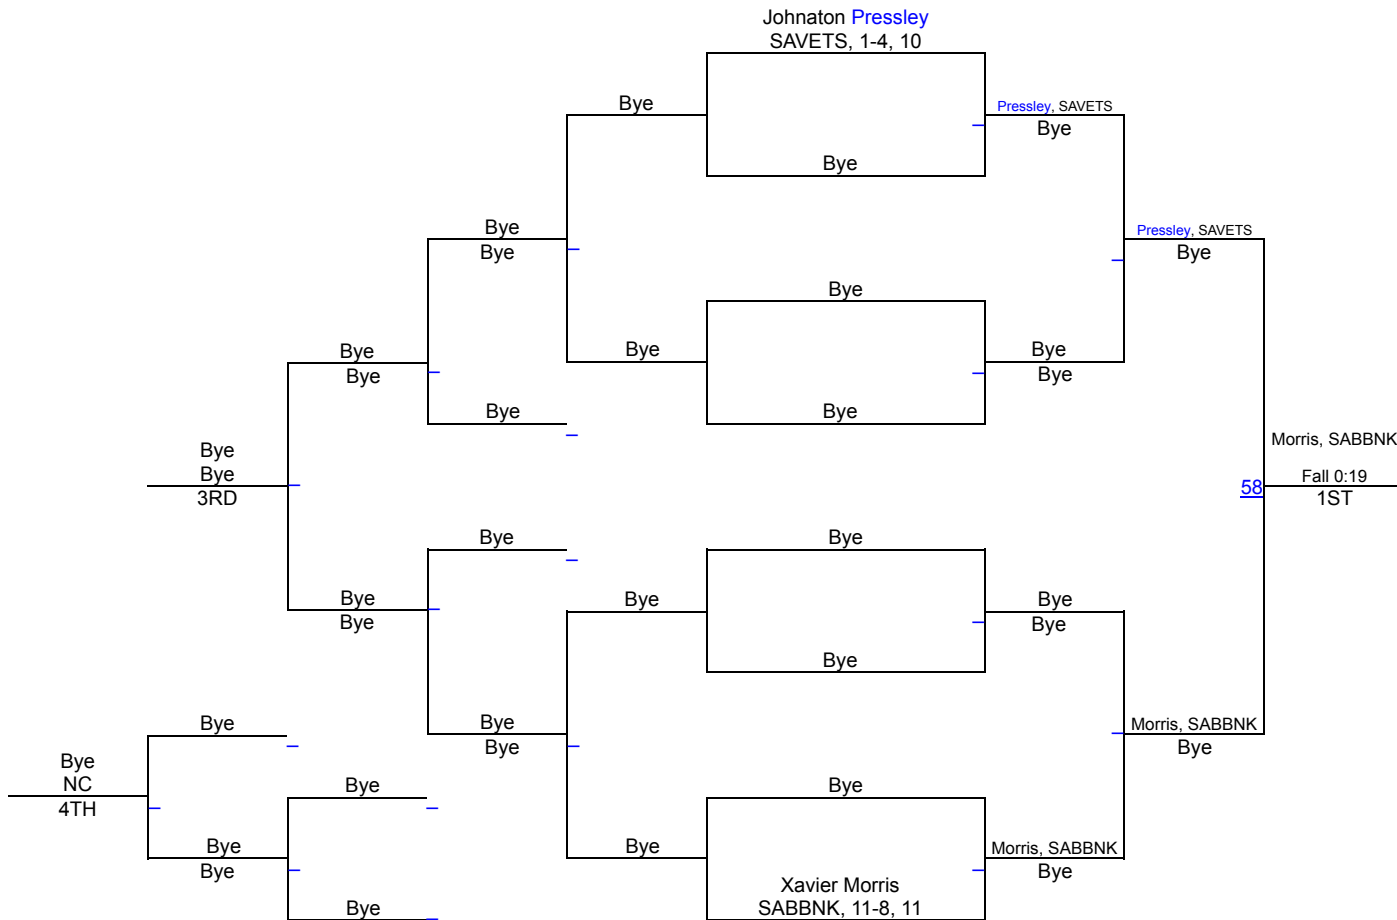 Johnaton Pressley
SAVETS, 1-4, 10
Bye
Pressley, SAVETS
Bye
Bye
Bye
Bye
Pressley, SAVETS
Bye
Bye
Bye
Bye
Bye
Bye
Bye
Bye
Bye
Bye
Morris, SABBNK
Bye
Bye
3RD
58
Fall 0:19
1ST
Bye
Bye
Bye
Bye
Bye
Bye
Bye
Bye
Bye
Bye
Bye
Morris, SABBNK
Bye
Bye
NC
4TH
Bye
Bye
Bye
Bye
Bye
Morris, SABBNK
Bye
Xavier Morris
SABBNK, 11-8, 11
Bye